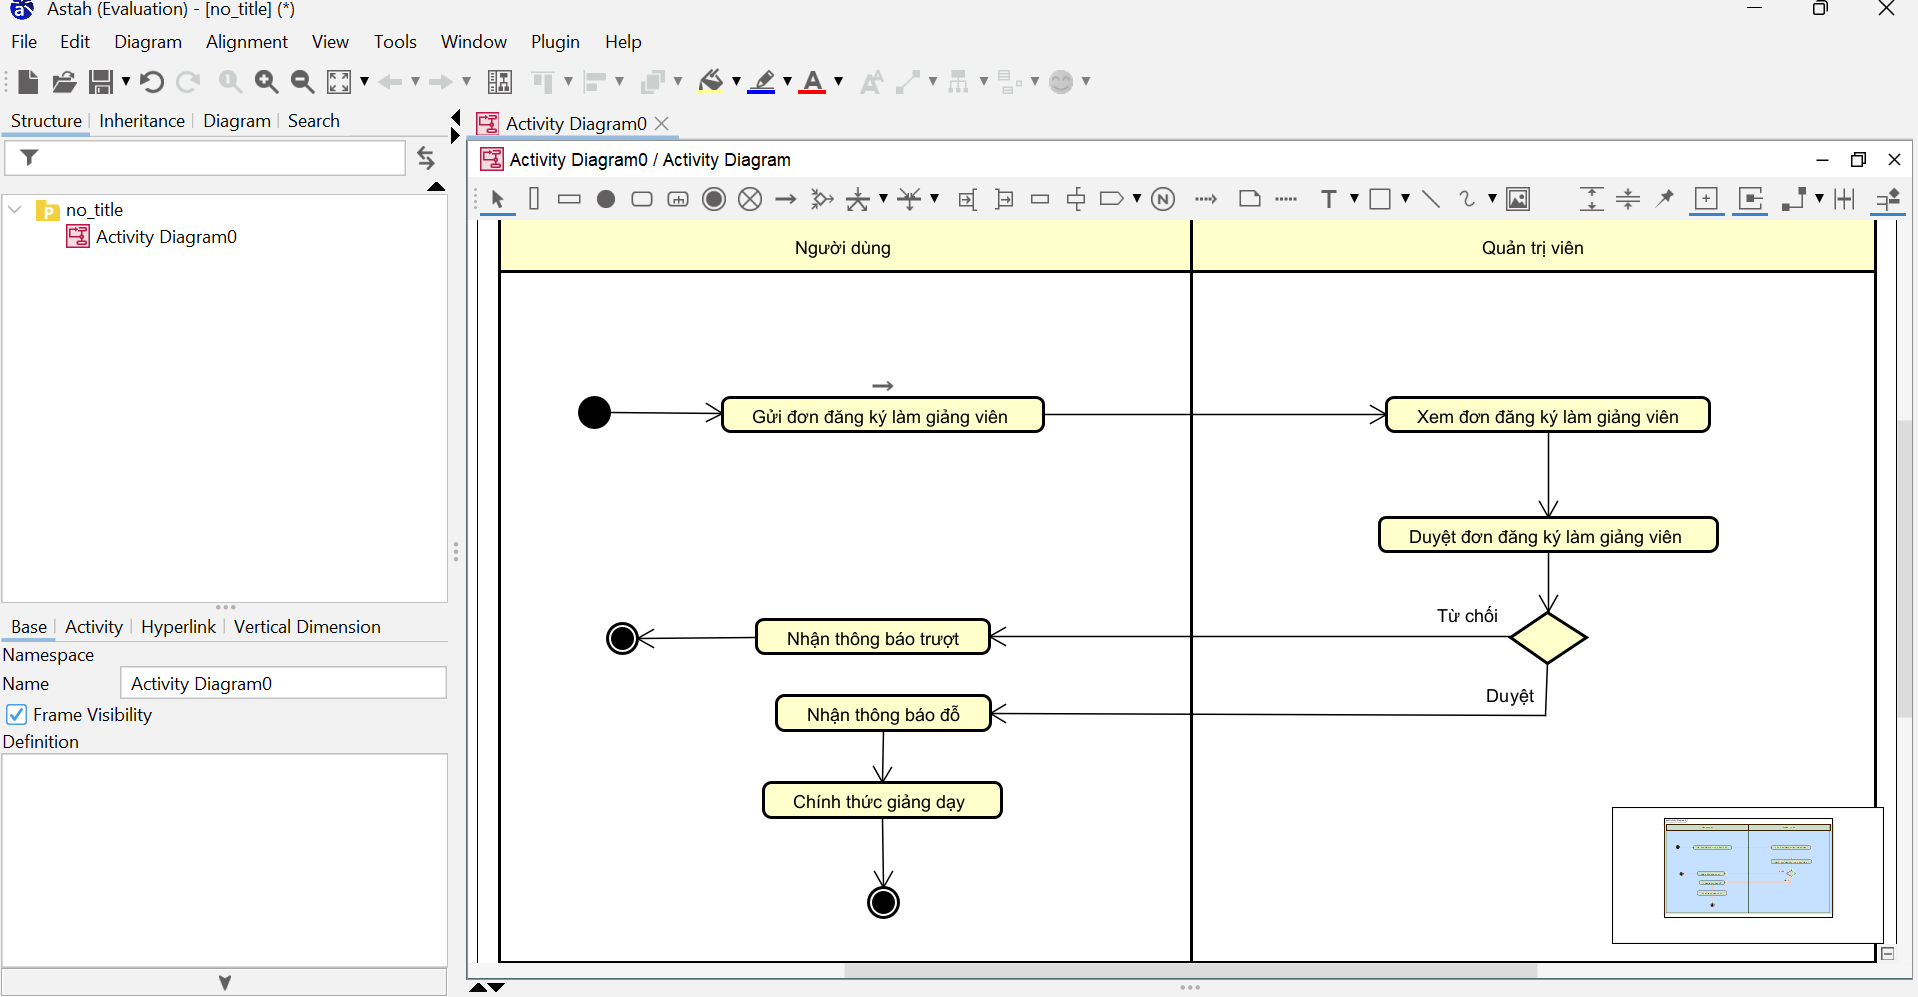 Astah (Evaluation) - [no_title] (*)
File Edit Diagram Alignment View Tools Window Plugin Help
Structure Inheritance Diagram Search
Activity Diagram0
Activity Diagram0 / Activity Diagram
no_title
Activity Diagram0
Người dùng
Quản trị viên
Gửi đơn đăng ký làm giảng viên
Xem đơn đăng ký làm giảng viên
Duyệt đơn đăng ký làm giảng viên
Từ chối
Nhận thông báo trượt
Duyệt
Nhận thông báo đỗ
Chính thức giảng dạy
Base Activity Hyperlink Vertical Dimension
Namespace
Name Activity Diagram0
Frame Visibility
Definition